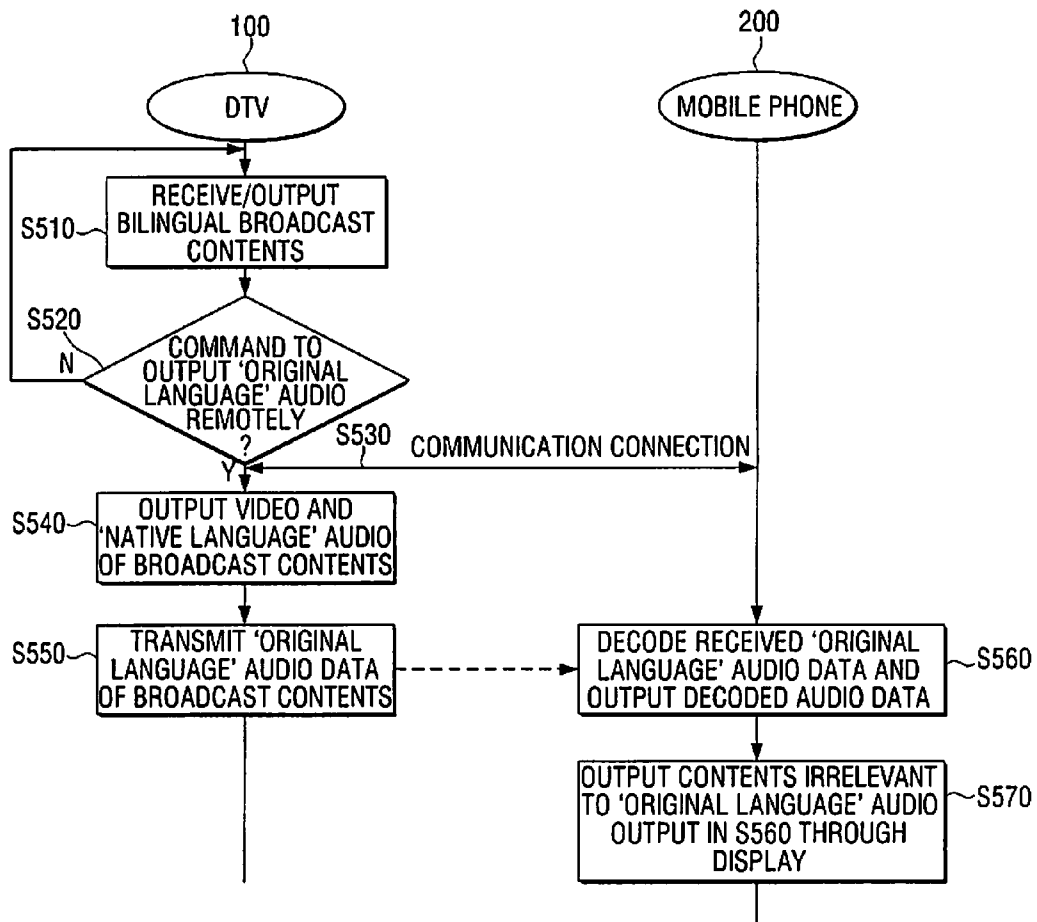 100
200
DTV
MOBILE PHONE
RECEIVE/OUTPUT
BILINGUAL BROADCAST
CONTENTS
S510
S520
N
COMMAND TO
OUTPUT 'ORIGINAL
LANGUAGE' AUDIO
REMOTELY
?
S530
COMMUNICATION CONNECTION
Y
S540
OUTPUT VIDEO AND
'NATIVE LANGUAGE' AUDIO
OF BROADCAST CONTENTS
S550
TRANSMIT 'ORIGINAL
LANGUAGE' AUDIO DATA
OF BROADCAST CONTENTS
DECODE RECEIVED 'ORIGINAL
LANGUAGE' AUDIO DATA AND
OUTPUT DECODED AUDIO DATA
S560
OUTPUT CONTENTS IRRELEVANT
TO 'ORIGINAL LANGUAGE' AUDIO
OUTPUT IN S560 THROUGH
DISPLAY
S570